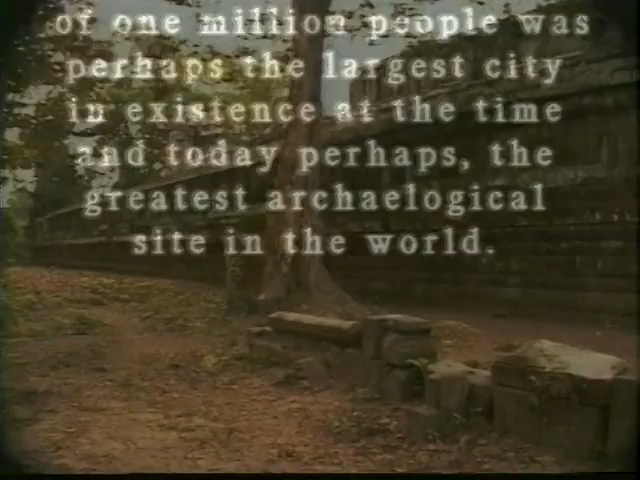 of one million people was
perhaps the largest city
in existence at the time
and today perhaps, the
greatest archaelogical
site in the world.